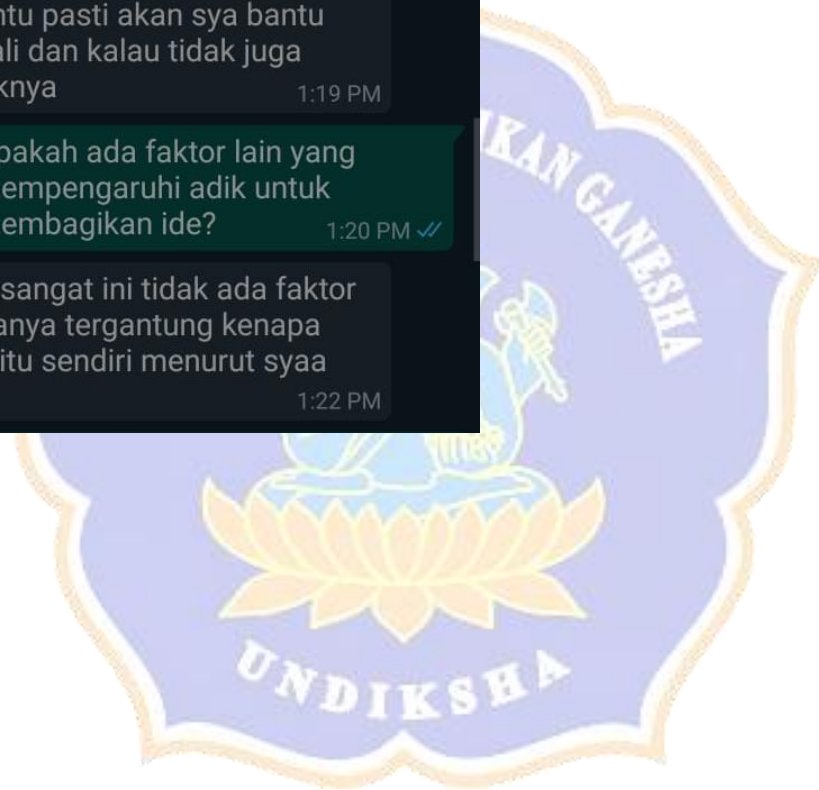 ntu pasti akan sya bantu
ali dan kalau tidak juga
knya
1:19 PM
pakah ada faktor lain yang
empengaruhi adik untuk
embagikan ide?
1:20 PM
sangat ini tidak ada faktor
anya tergantung kenapa
itu sendiri menurut syaa
1:22 PM
IKAN GANESHA
UNDIKSHA